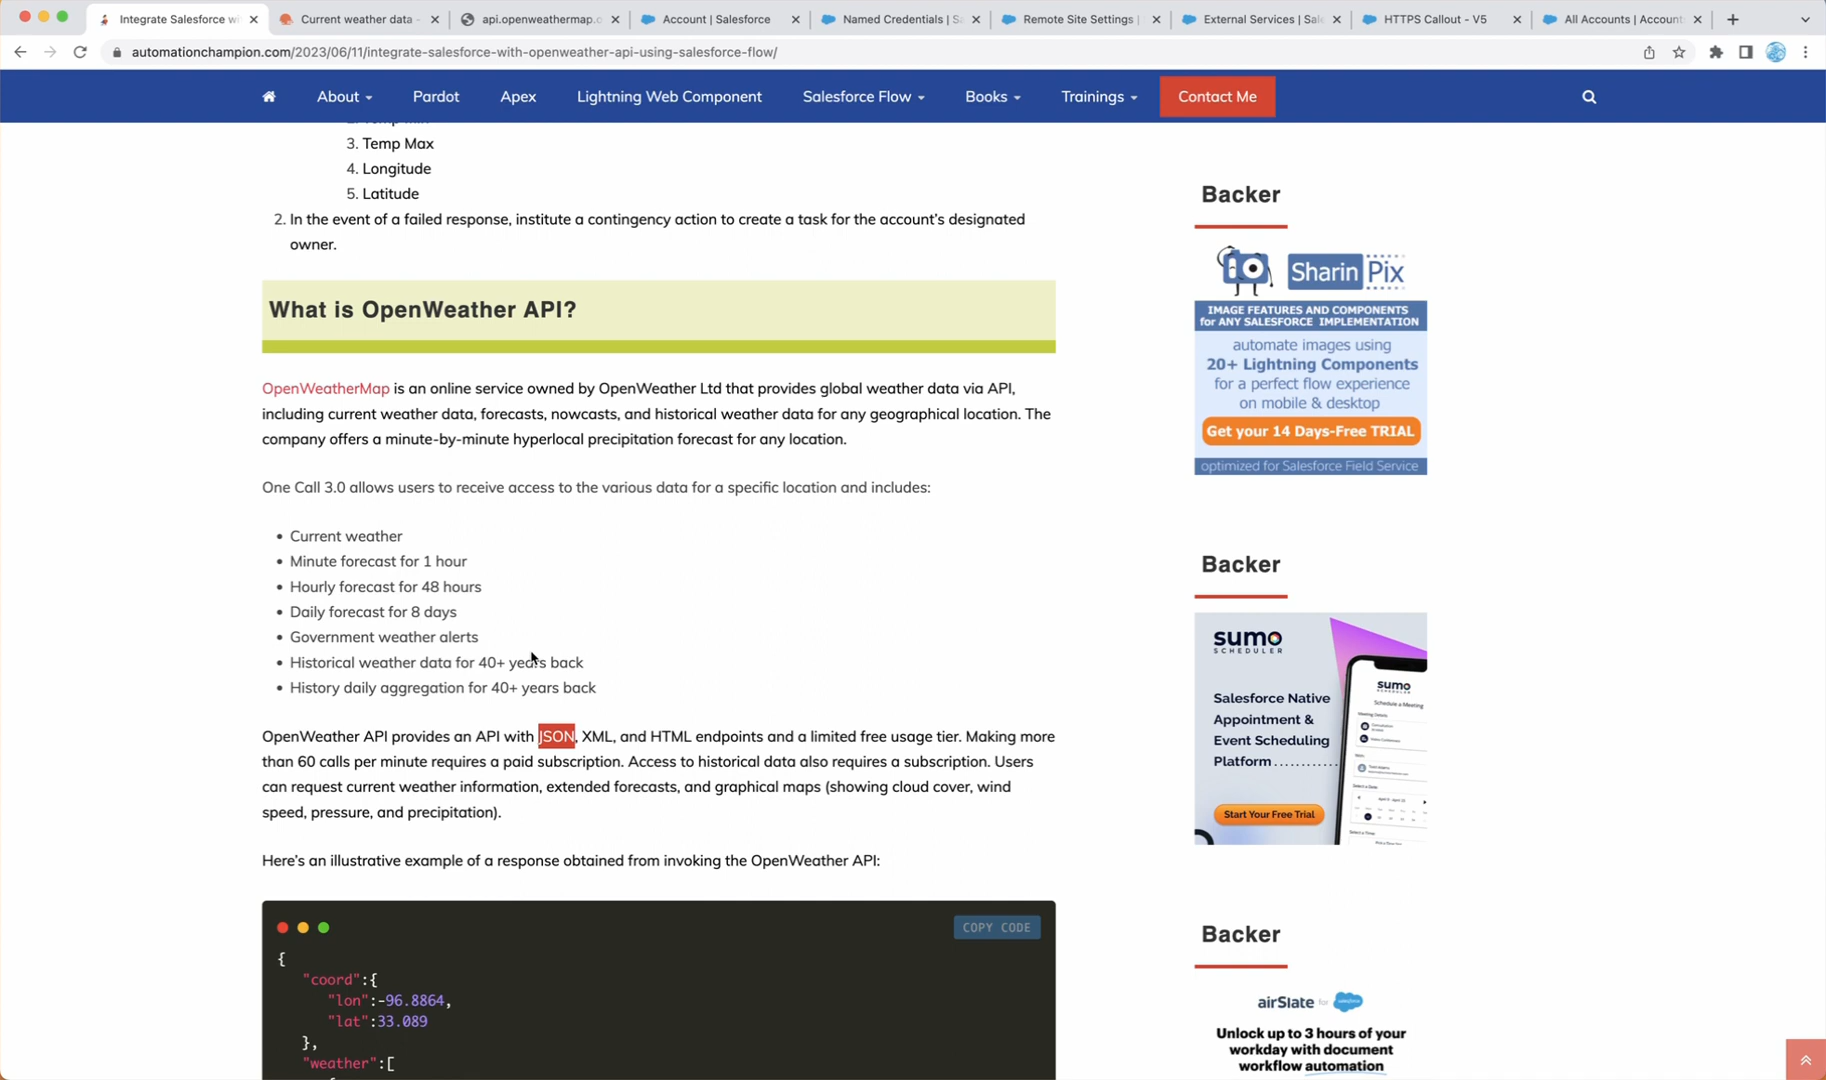 Integrate Salesforce wi
Current weather data -
api.openweathermap.o
Account | Salesforce
Named Credentials | Sa
Remote Site Settings |
External Services | Sal
HTTPS Callout - V5
All Accounts | Account
automationchampion.com/2023/06/11/integrate-salesforce-with-openweather-api-using-salesforce-flow/
About
Pardot
Apex
Lightning Web Component
Salesforce Flow
Books
Trainings
Contact Me
3. Temp Max
4. Longitude
5. Latitude
2. In the event of a failed response, institute a contingency action to create a task for the account's designated
owner.
What is OpenWeather API?
OpenWeatherMap is an online service owned by OpenWeather Ltd that provides global weather data via API,
including current weather data, forecasts, nowcasts, and historical weather data for any geographical location. The
company offers a minute-by-minute hyperlocal precipitation forecast for any location.
One Call 3.0 allows users to receive access to the various data for a specific location and includes:
• Current weather
• Minute forecast for 1 hour
• Hourly forecast for 48 hours
• Daily forecast for 8 days
• Government weather alerts
• Historical weather data for 40+ years back
• History daily aggregation for 40+ years back
OpenWeather API provides an API with JSON, XML, and HTML endpoints and a limited free usage tier. Making more
than 60 calls per minute requires a paid subscription. Access to historical data also requires a subscription. Users
can request current weather information, extended forecasts, and graphical maps (showing cloud cover, wind
speed, pressure, and precipitation).
Here's an illustrative example of a response obtained from invoking the OpenWeather API:
COPY CODE
{
"coord":{
"lon":-96.8864,
"lat":33.089
},
"weather":[
Backer
SharinPix
IMAGE FEATURES AND COMPONENTS
for ANY SALESFORCE IMPLEMENTATION
automate images using
20+ Lightning Components
for a perfect flow experience
on mobile & desktop
Get your 14 Days-Free TRIAL
optimized for Salesforce Field Service
Backer
sumo
SCHEDULER
Salesforce Native
Appointment &
Event Scheduling
Platform ............
Start Your Free Trial
sumo
SCHEDULER
Schedule a Meeting
Backer
airSlate for salesforce
Unlock up to 3 hours of your
workday with document
workflow automation